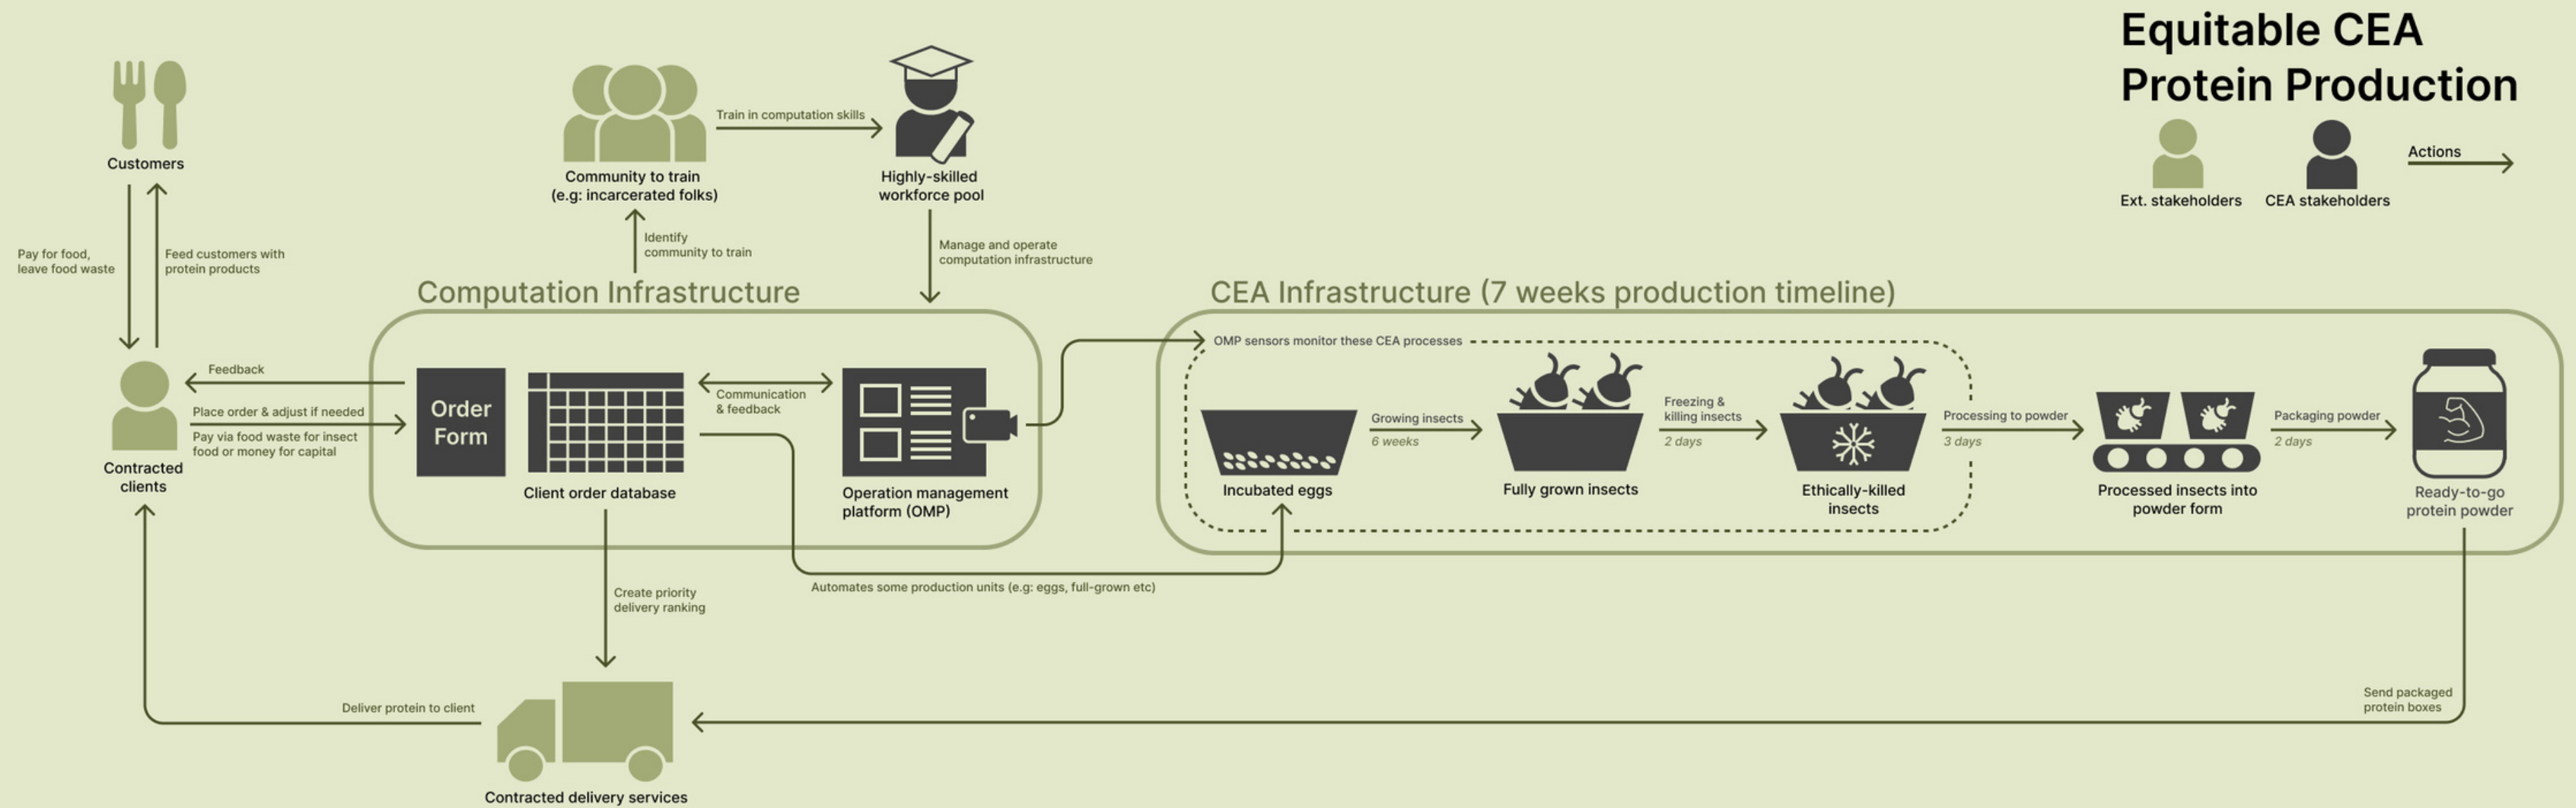 Equitable CEA
Protein Production
Ext. stakeholders
CEA stakeholders
Actions
Customers
Pay for food,
leave food waste
Feed customers with
protein products
Community to train
(e.g: incarcerated folks)
Train in computation skills
Highly-skilled
workforce pool
Identify
community to train
Manage and operate
computation infrastructure
Computation Infrastructure
CEA Infrastructure (7 weeks production timeline)
Contracted
clients
Feedback
Place order & adjust if needed
Pay via food waste for insect
food or money for capital
Order
Form
Client order database
Communication
& feedback
Operation management
platform (OMP)
OMP sensors monitor these CEA processes
Incubated eggs
Growing insects
6 weeks
Fully grown insects
Freezing &
killing insects
2 days
Ethically-killed
insects
Processing to powder
3 days
Processed insects into
powder form
Packaging powder
2 days
Ready-to-go
protein powder
Automates some production units (e.g: eggs, full-grown etc)
Create priority
delivery ranking
Deliver protein to client
Contracted delivery services
Send packaged
protein boxes